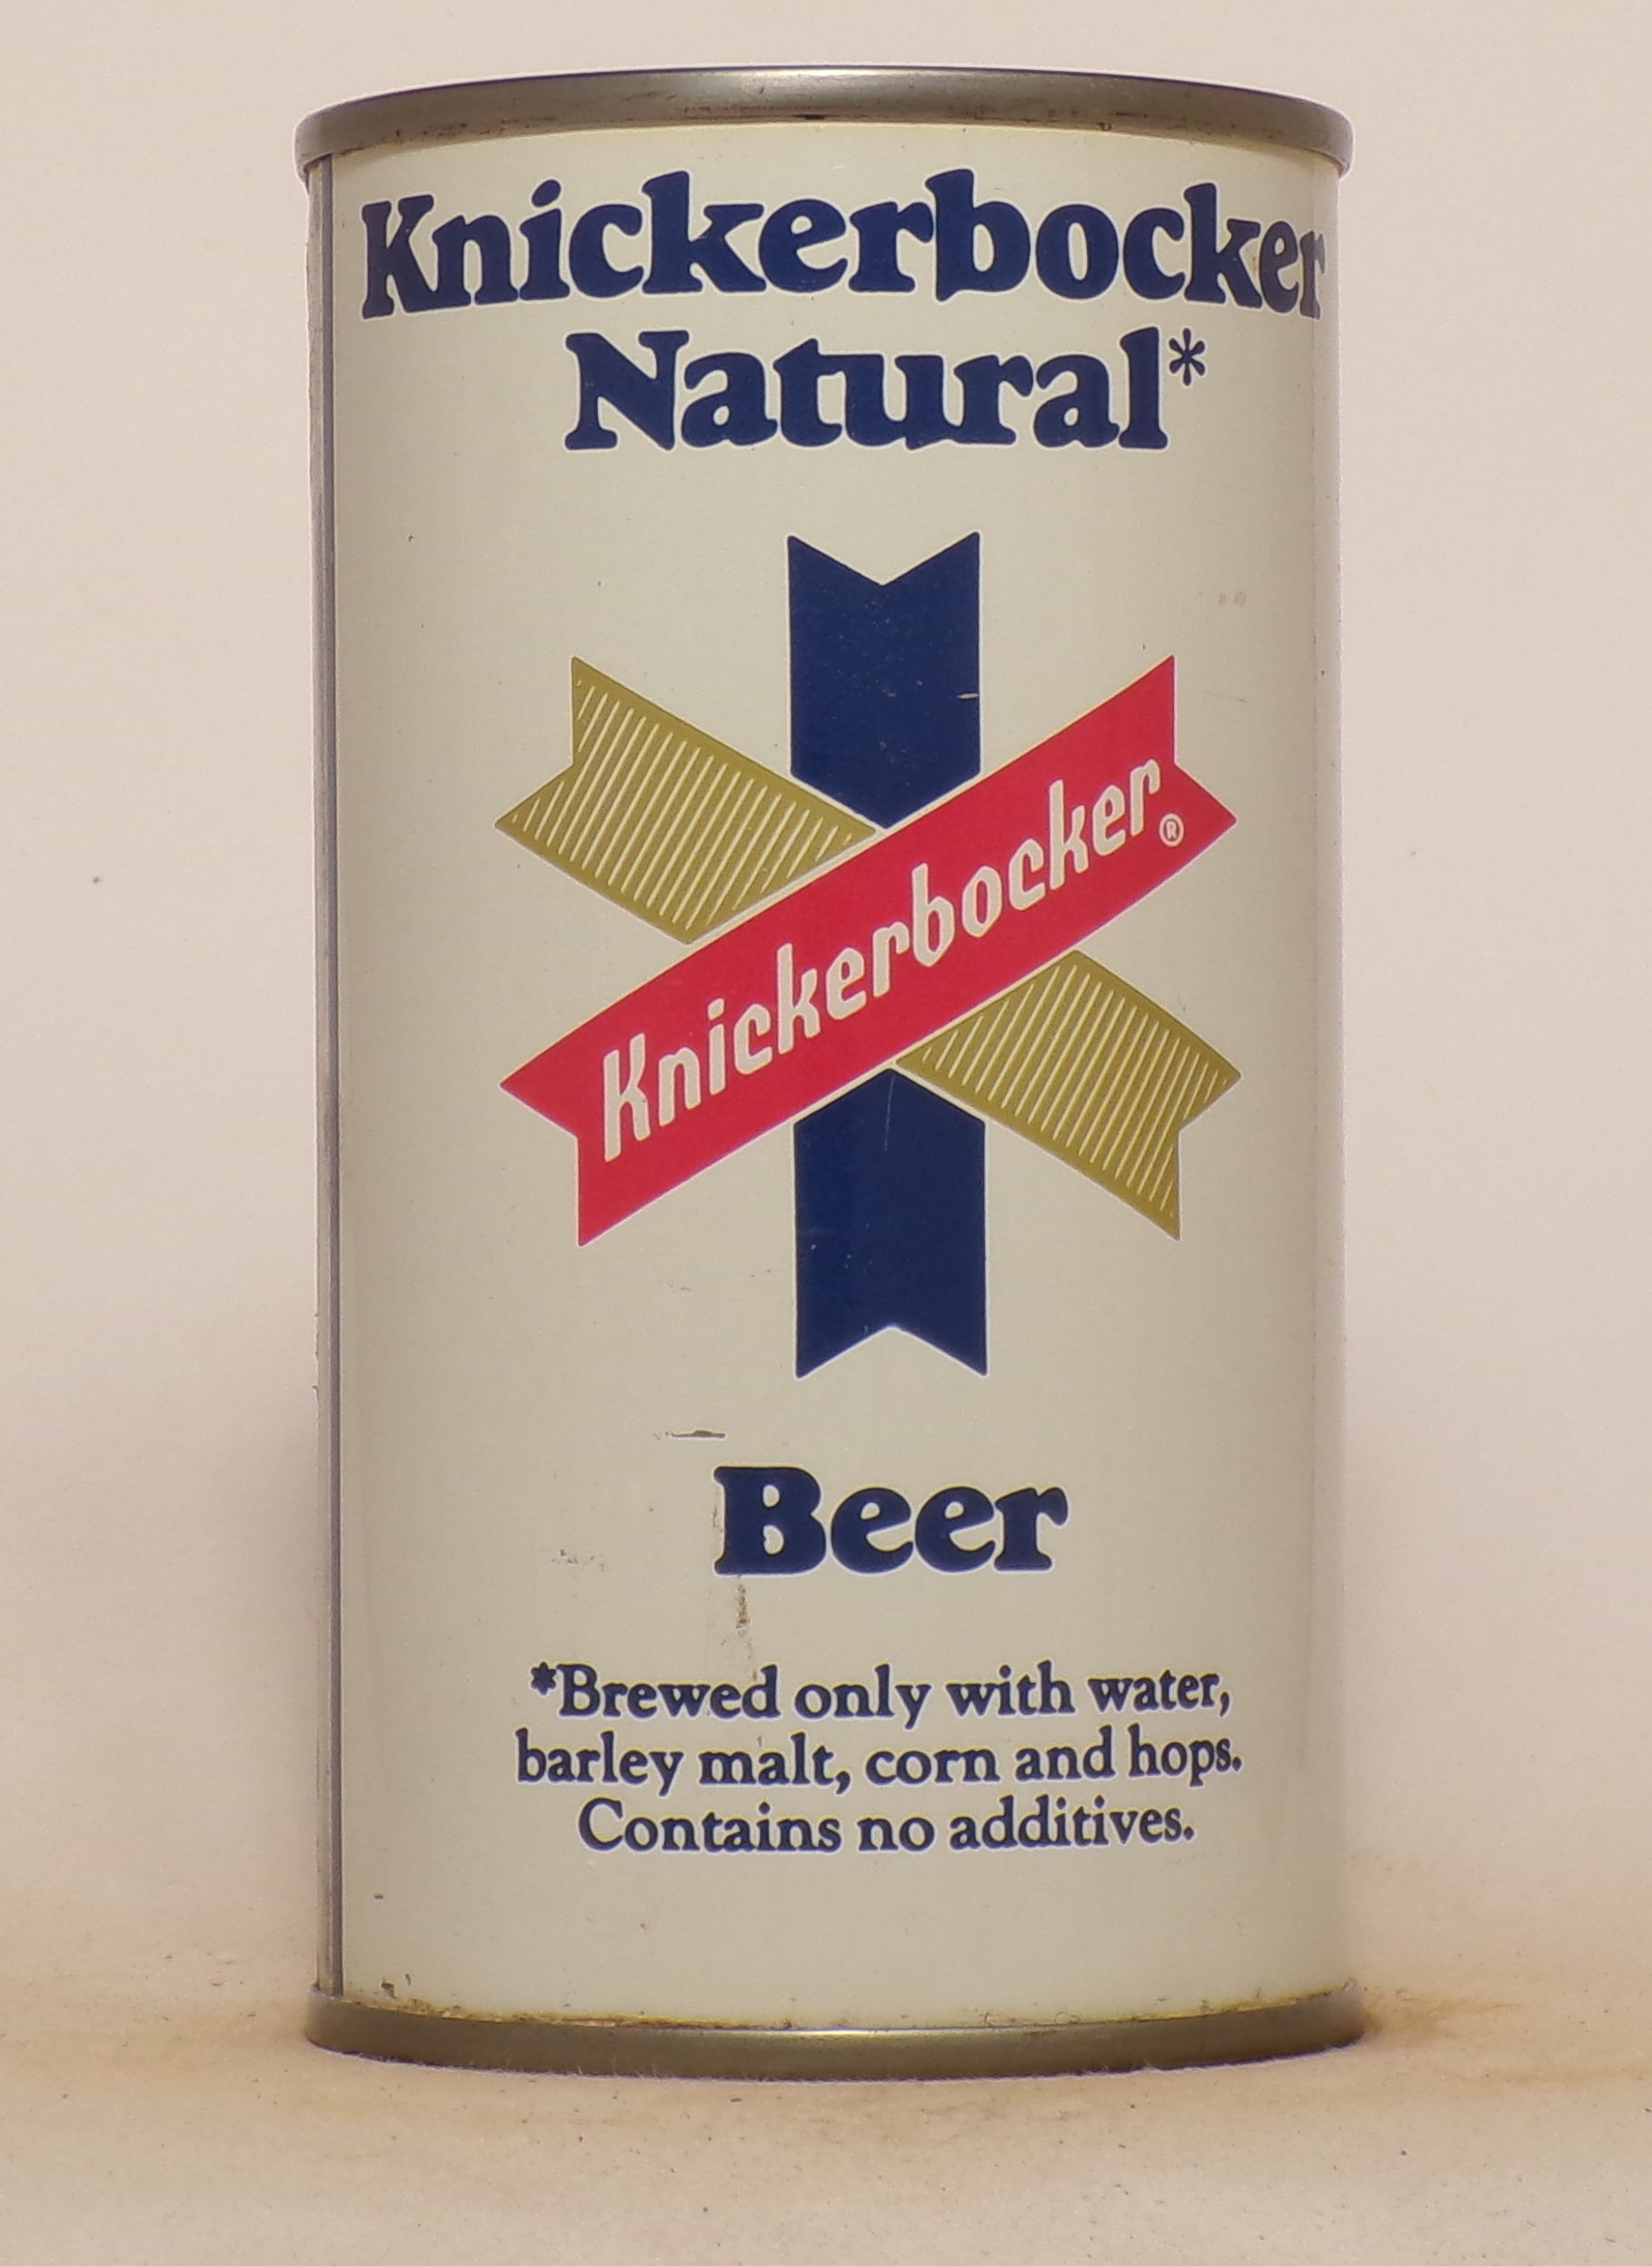 Knickerbocker
Natural*
Knickerbocker®
Beer
*Brewed only with water,
barley malt, corn and hops.
Contains no additives.